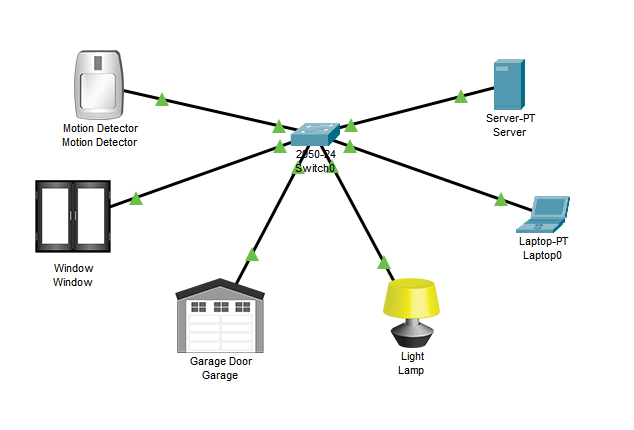 Motion Detector
Motion Detector
Server-PT
Server
2950-24
Switch0
Laptop-PT
Laptop0
Window
Window
Garage Door
Garage
Light
Lamp